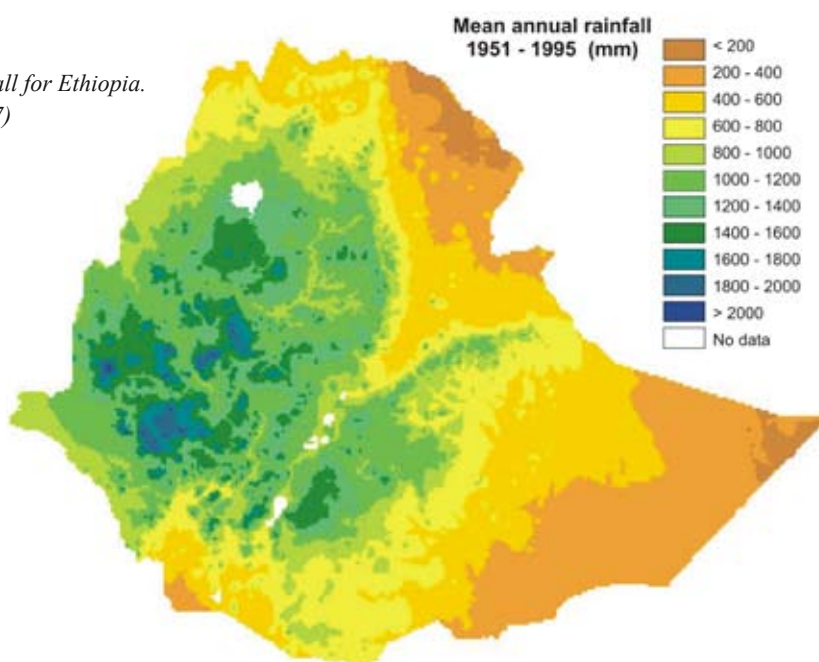 all for Ethiopia.
7)
Mean annual rainfall
1951 - 1995 (mm)
< 200
200 - 400
400 - 600
600 - 800
800 - 1000
1000 - 1200
1200 - 1400
1400 - 1600
1600 - 1800
1800 - 2000
> 2000
No data